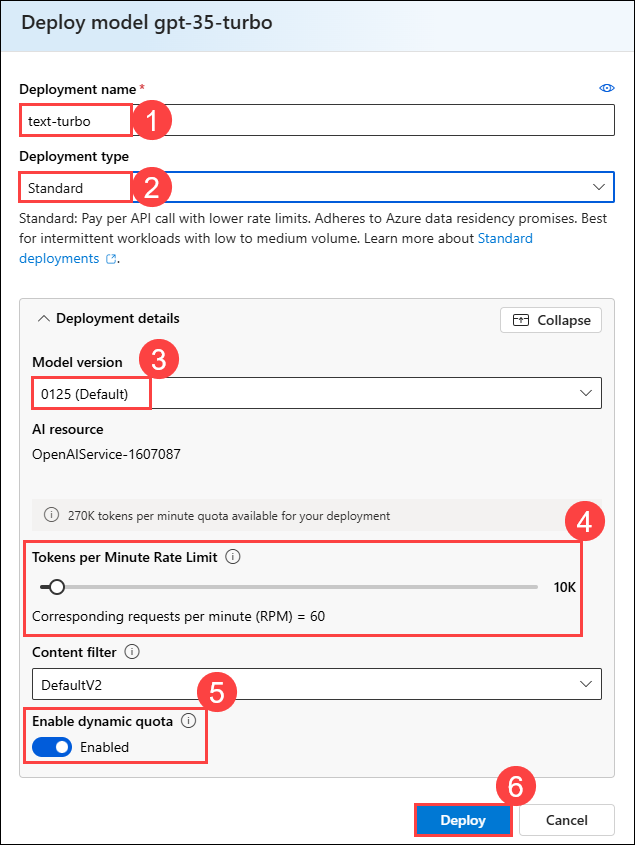 Deploy model gpt-35-turbo
Deployment name *
text-turbo 1
Deployment type
Standard 2
Standard: Pay per API call with lower rate limits. Adheres to Azure data residency promises. Best
for intermittent workloads with low to medium volume. Learn more about Standard
deployments.
Deployment details Collapse
Model version 3
0125 (Default)
AI resource
OpenAIService-1607087
270K tokens per minute quota available for your deployment 4
Tokens per Minute Rate Limit
10K
Corresponding requests per minute (RPM) = 60
Content filter
DefaultV2 5
Enable dynamic quota
Enabled
6
Deploy Cancel